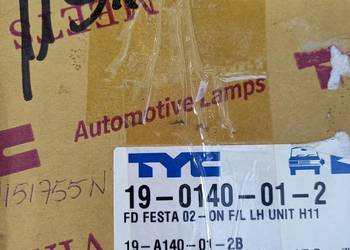 MEETS
Automotive Lamps
151755N
TYC
19-0140-01-2
FD FESTA 02-ON F/L LH UNIT H11
19-A140-01-2B